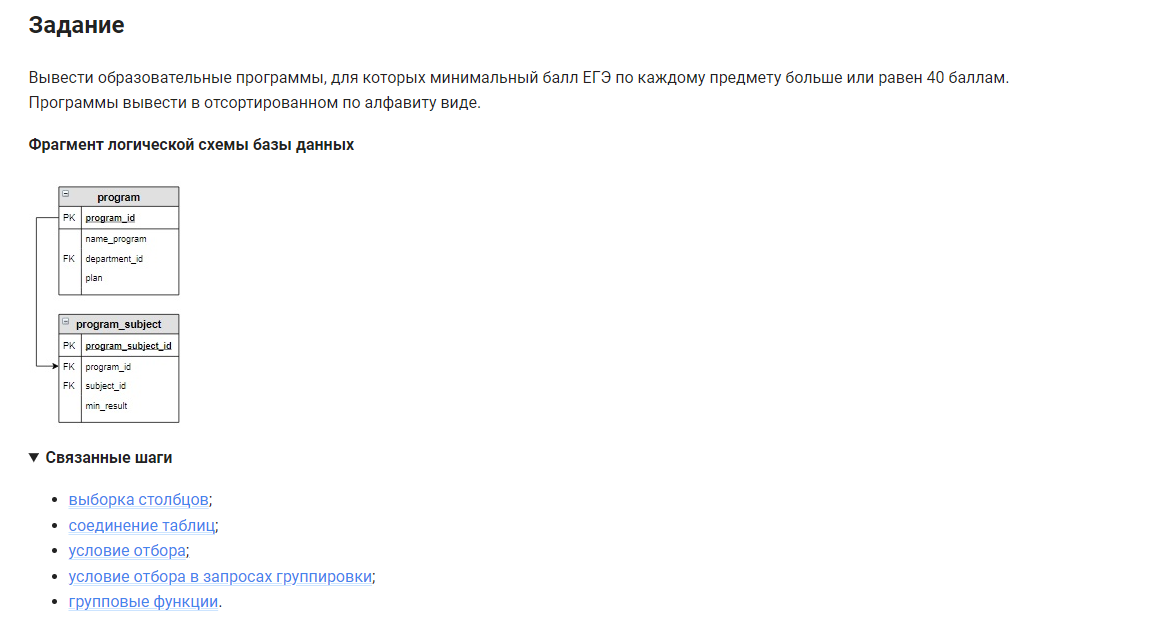 Задание
Вывести образовательные программы, для которых минимальный балл ЕГЭ по каждому предмету больше или равен 40 баллам.
Программы вывести в отсортированном по алфавиту виде.
Фрагмент логической схемы базы данных
program
PK program_id
name_program
FK department_id
plan
program_subject
PK program_subject_id
FK program_id
FK subject_id
min_result
Связанные шаги
выборка столбцов;
соединение таблиц;
условие отбора;
условие отбора в запросах группировки;
групповые функции.